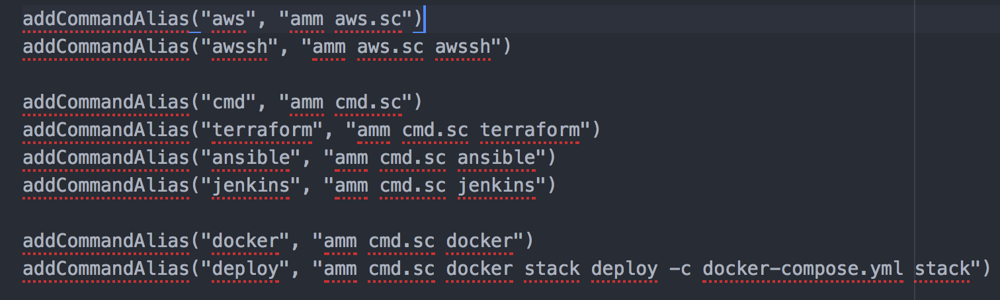 addCommandAlias("aws", "amm aws.sc")
addCommandAlias("awssh", "amm aws.sc awssh")
addCommandAlias("cmd", "amm cmd.sc")
addCommandAlias("terraform", "amm cmd.sc terraform")
addCommandAlias("ansible", "amm cmd.sc ansible")
addCommandAlias("jenkins", "amm cmd.sc jenkins")
addCommandAlias("docker", "amm cmd.sc docker")
addCommandAlias("deploy", "amm cmd.sc docker stack deploy -c docker-compose.yml stack")